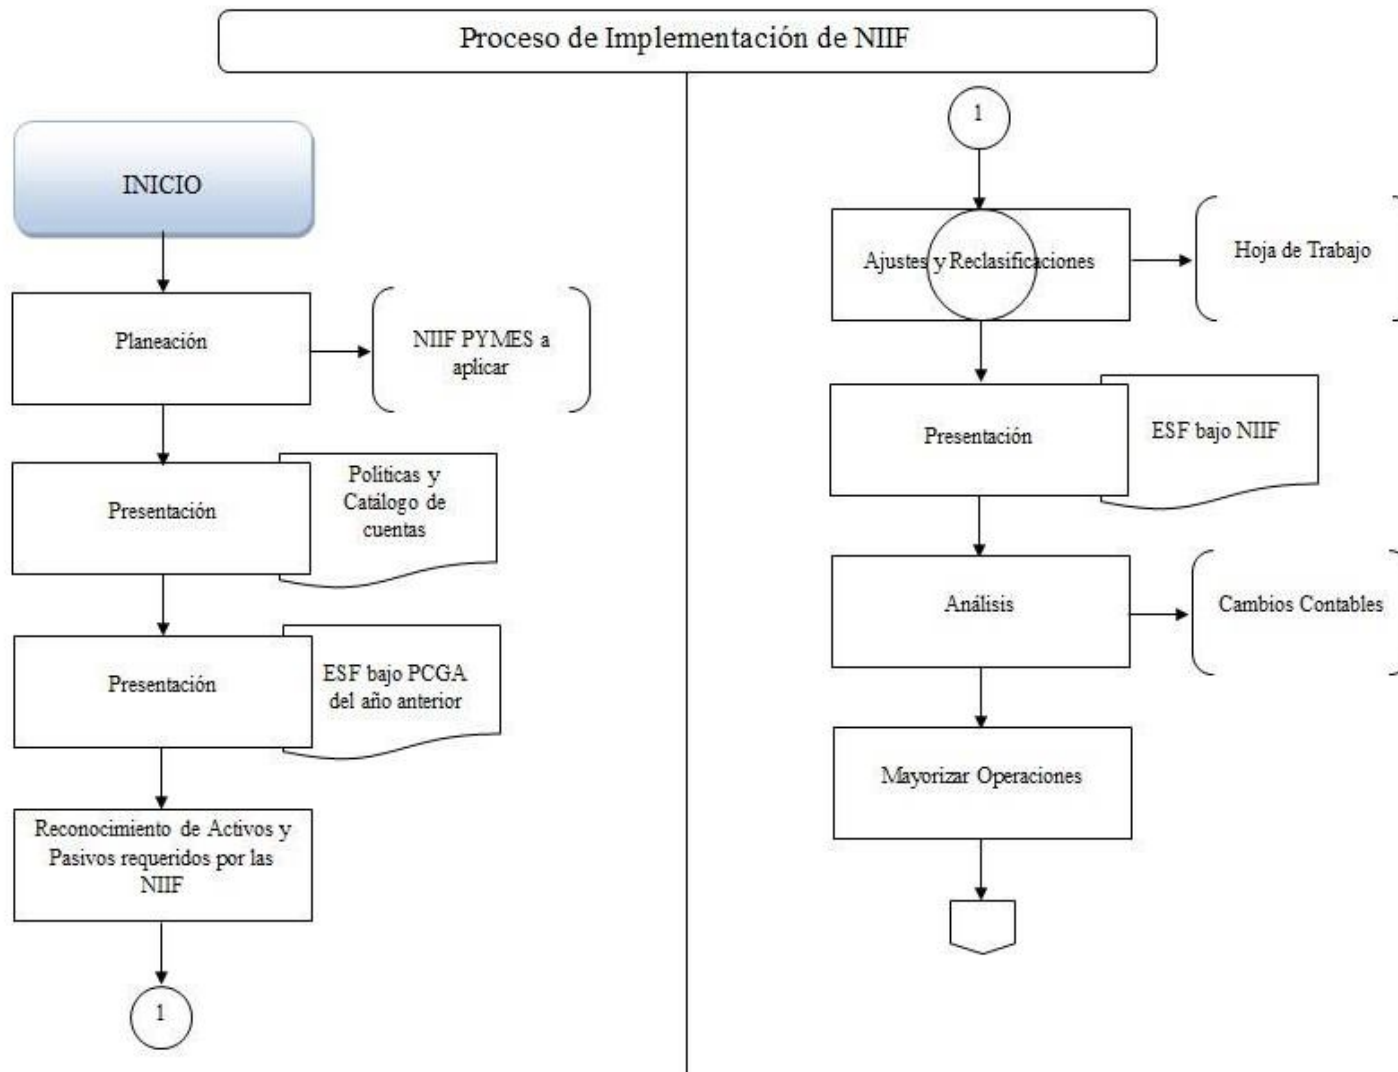 Proceso de Implementación de NIIF
INICIO
Planeación
NIIF PYMES a
aplicar
Presentación
Políticas y
Catálogo de
cuentas
Presentación
ESF bajo PCGA
del año anterior
Reconocimiento de Activos y
Pasivos requeridos por las
NIIF
1
1
Ajustes y Reclasificaciones
Hoja de Trabajo
Presentación
ESF bajo NIIF
Análisis
Cambios Contables
Mayorizar Operaciones